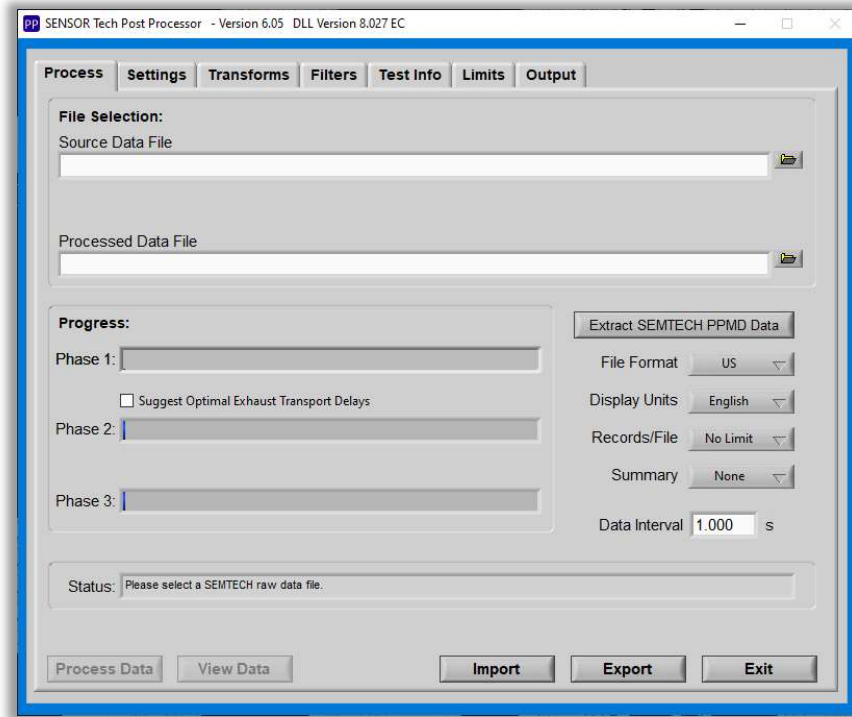 PP SENSOR Tech Post Processor - Version 6.05 DLL Version 8.027 EC
Process Settings Transforms Filters Test Info Limits Output
File Selection:
Source Data File
Processed Data File
Progress:
Phase 1:
Suggest Optimal Exhaust Transport Delays
Phase 2:
Phase 3:
Extract SEMTECH PPMD Data
File Format US
Display Units English
Records/File No Limit
Summary None
Data Interval 1.000 s
Status: Please select a SEMTECH raw data file.
Process Data View Data Import Export Exit